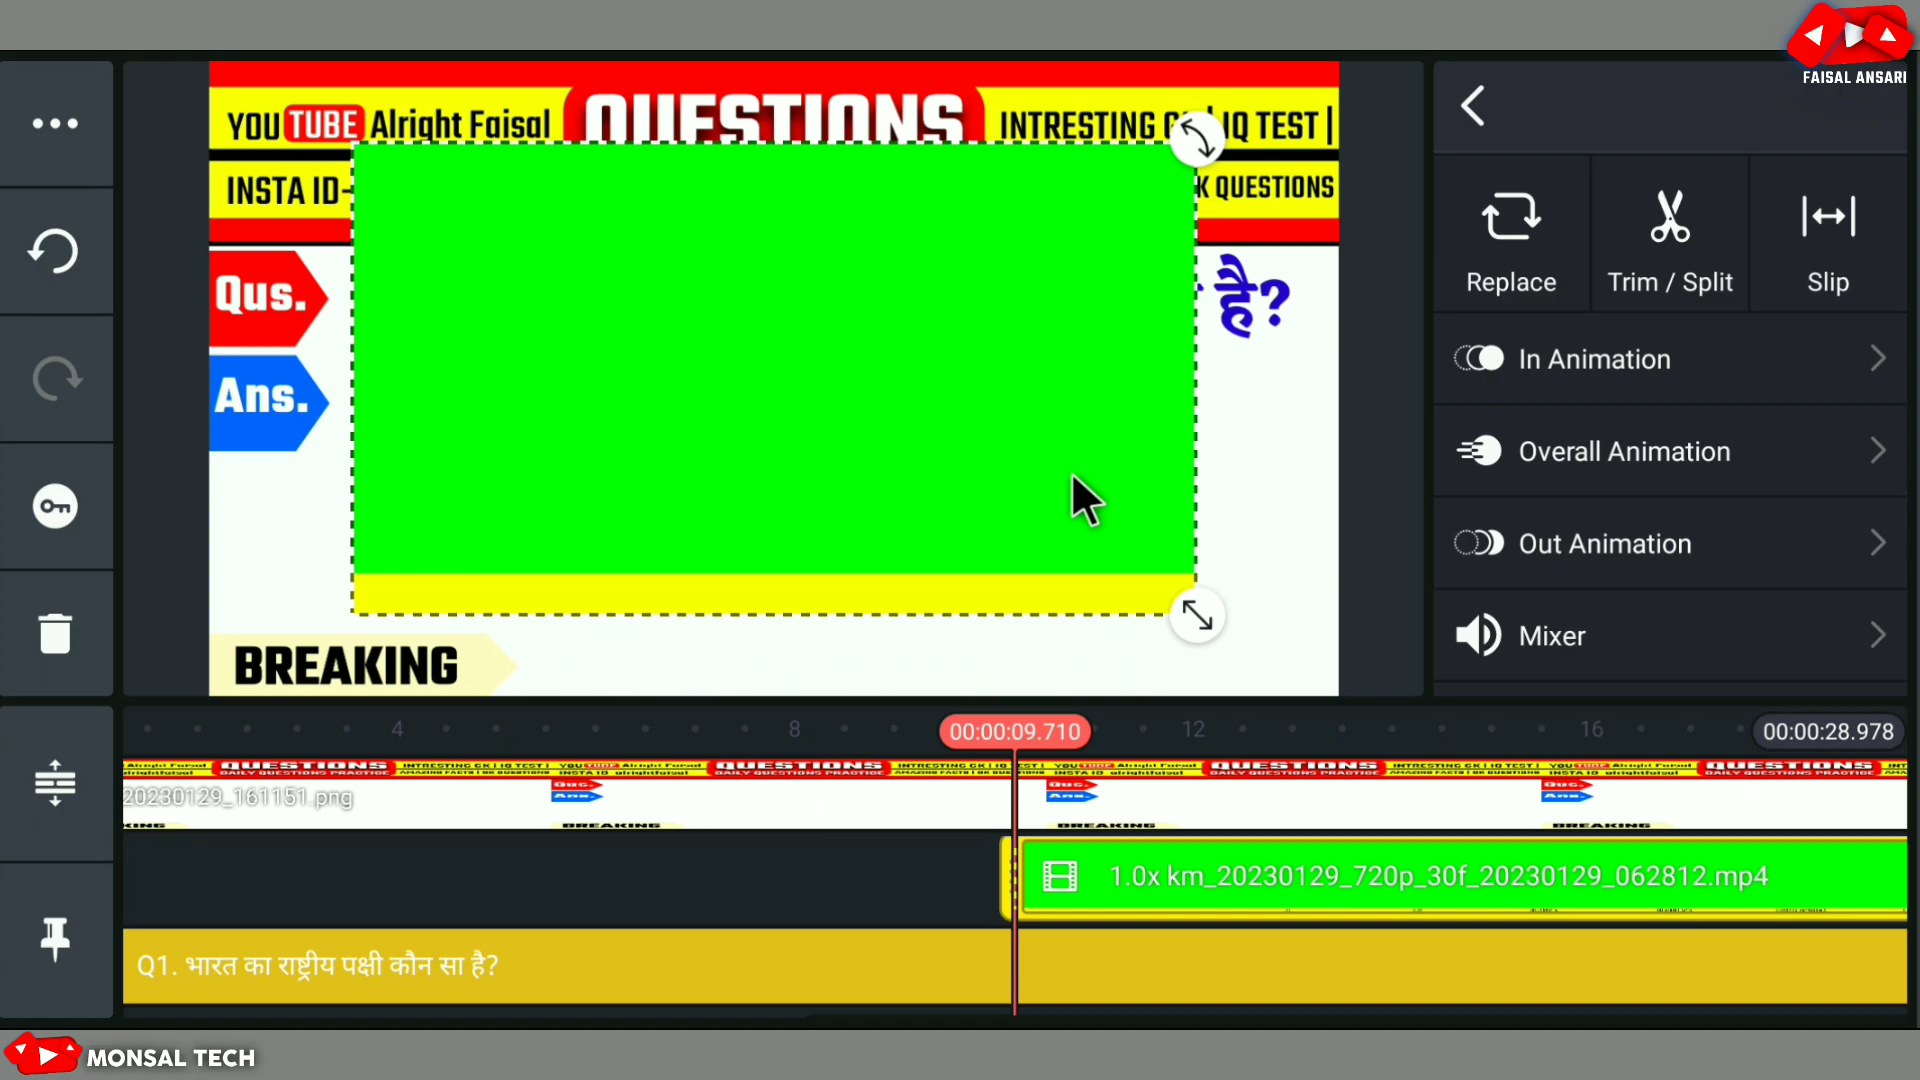 FAISAL ANSARI
YOU TUBE Alright Faisal
QUESTIONS
INTRESTING G IQ TEST |
INSTA ID-
K QUESTIONS
Qus.
है?
Ans.
BREAKING
Replace
Trim / Split
Slip
In Animation
Overall Animation
Out Animation
Mixer
4
8
00:00:09.710
12
16
00:00:28.978
20230129_161151.png
1.0x km_20230129_720p_30f_20230129_062812.mp4
Q1. भारत का राष्ट्रीय पक्षी कौन सा है?
MONSAL TECH